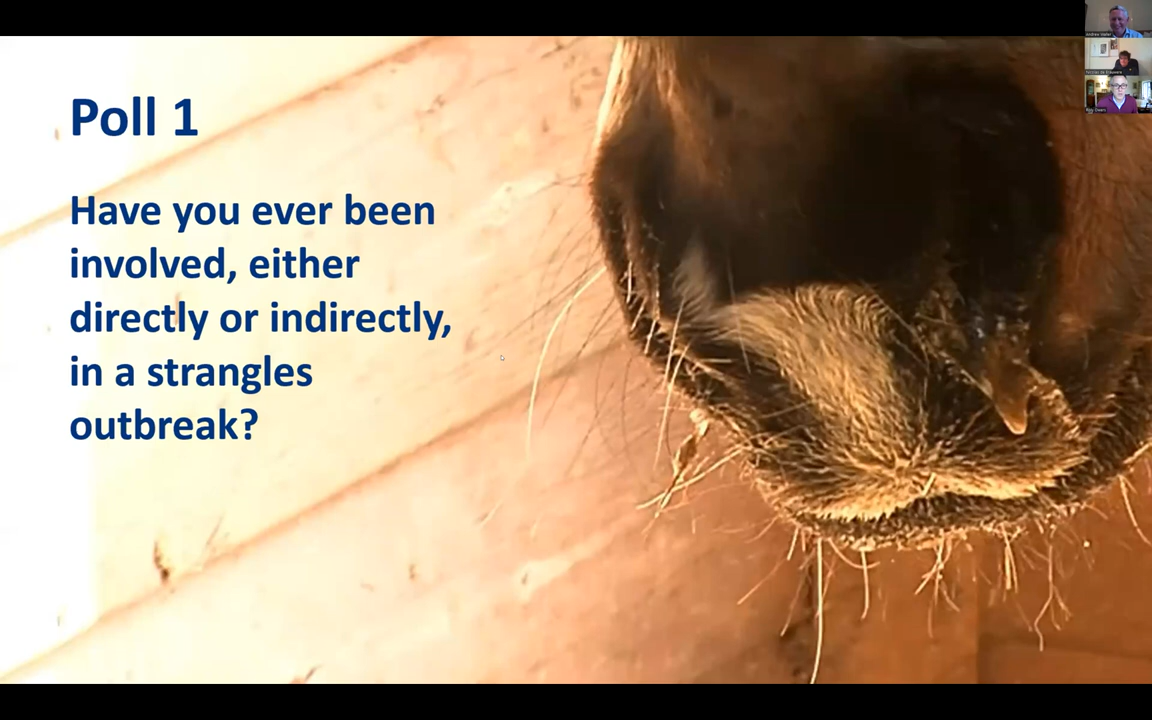 Poll 1
Have you ever been
involved, either
directly or indirectly,
in a strangles
outbreak?